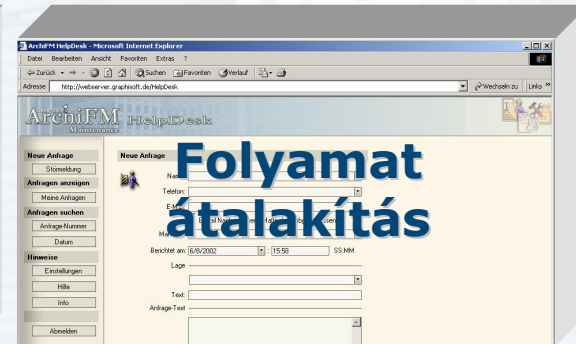 ArchiFM HelpDesk - Microsoft Internet Explorer
Datei Bearbeiten Ansicht Favoriten Extras ?
Zurück Suchen Favoriten Verlauf
Adresse http://webserver.graphisoft.de/HelpDesk Wechseln zu Links »
ArchiFM HelpDesk
Maintenance
Neue Anfrage
Störmeldung
Anfragen anzeigen
Meine Anfragen
Anfragen suchen
Anfrage-Nummer
Datum
Hinweise
Einstellungen
Hilfe
Info
Abmelden
Neue Anfrage
Telefon:
Berichtet am: 6/8/2002 : 15:58 SS:MM
Lage
Text:
Anfrage-Text
Folyamat
átalakítás